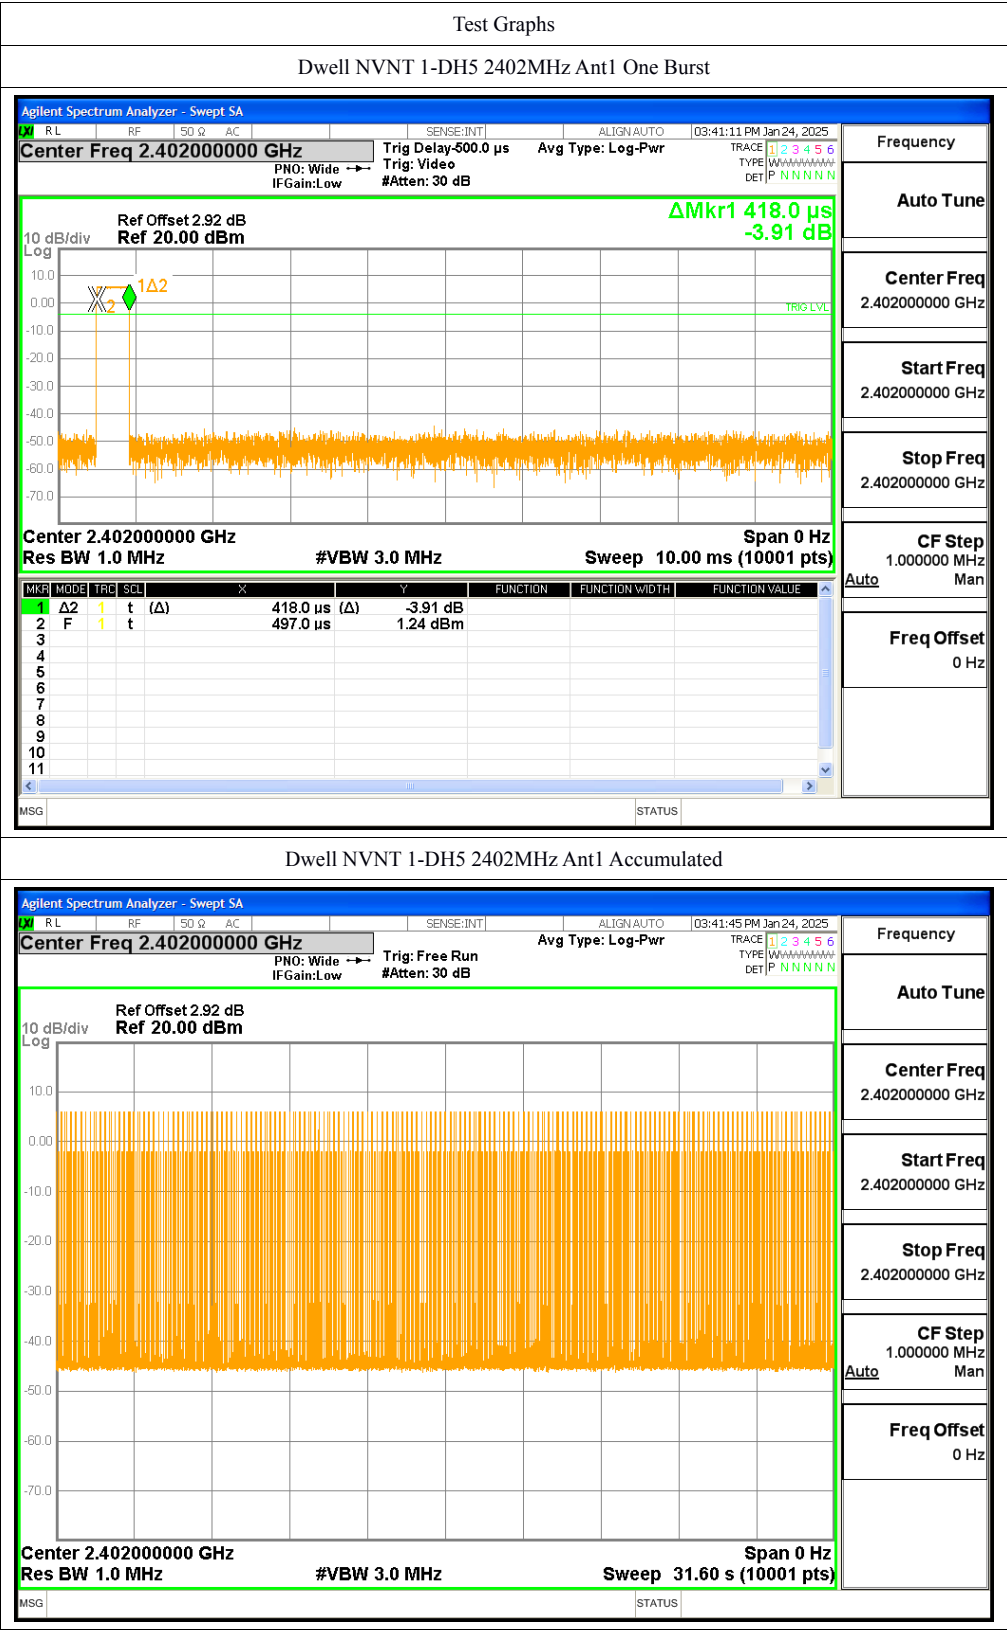 Test Graphs
Dwell NVNT 1-DH5 2402MHz Ant1 One Burst
Agilent Spectrum Analyzer - Swept SA
LXI RL RF 50 Ω AC SENSE:INT ALIGN AUTO 03:41:11 PM Jan 24, 2025
Center Freq 2.402000000 GHz
PNO: Wide
IFGain:Low
Trig Delay-500.0 µs
Trig: Video
#Atten: 30 dB
Avg Type: Log-Pwr
TRACE 1 2 3 4 5 6
TYPE W
DET P N N N N N
ΔMkr1 418.0 µs
-3.91 dB
Ref Offset 2.92 dB
10 dB/div Ref 20.00 dBm
Log
10.0
0.00
-10.0
-20.0
-30.0
-40.0
-50.0
-60.0
-70.0
1Δ2
2
TRIG LVL
Center 2.402000000 GHz Span 0 Hz
Res BW 1.0 MHz #VBW 3.0 MHz Sweep 10.00 ms (10001 pts)
MKR MODE TRC SCL X Y FUNCTION FUNCTION WIDTH FUNCTION VALUE
1 Δ2 1 t (Δ) 418.0 µs (Δ) -3.91 dB
2 F 1 t 497.0 µs 1.24 dBm
3
4
5
6
7
8
9
10
11
MSG STATUS
Frequency
Auto Tune
Center Freq
2.402000000 GHz
Start Freq
2.402000000 GHz
Stop Freq
2.402000000 GHz
CF Step
1.000000 MHz
Auto Man
Freq Offset
0 Hz
Dwell NVNT 1-DH5 2402MHz Ant1 Accumulated
Agilent Spectrum Analyzer - Swept SA
LXI RL RF 50 Ω AC SENSE:INT ALIGN AUTO 03:41:45 PM Jan 24, 2025
Center Freq 2.402000000 GHz
PNO: Wide
IFGain:Low
Trig: Free Run
#Atten: 30 dB
Avg Type: Log-Pwr
TRACE 1 2 3 4 5 6
TYPE W
DET P N N N N N
Ref Offset 2.92 dB
10 dB/div Ref 20.00 dBm
Log
10.0
0.00
-10.0
-20.0
-30.0
-40.0
-50.0
-60.0
-70.0
Center 2.402000000 GHz Span 0 Hz
Res BW 1.0 MHz #VBW 3.0 MHz Sweep 31.60 s (10001 pts)
MSG STATUS
Frequency
Auto Tune
Center Freq
2.402000000 GHz
Start Freq
2.402000000 GHz
Stop Freq
2.402000000 GHz
CF Step
1.000000 MHz
Auto Man
Freq Offset
0 Hz